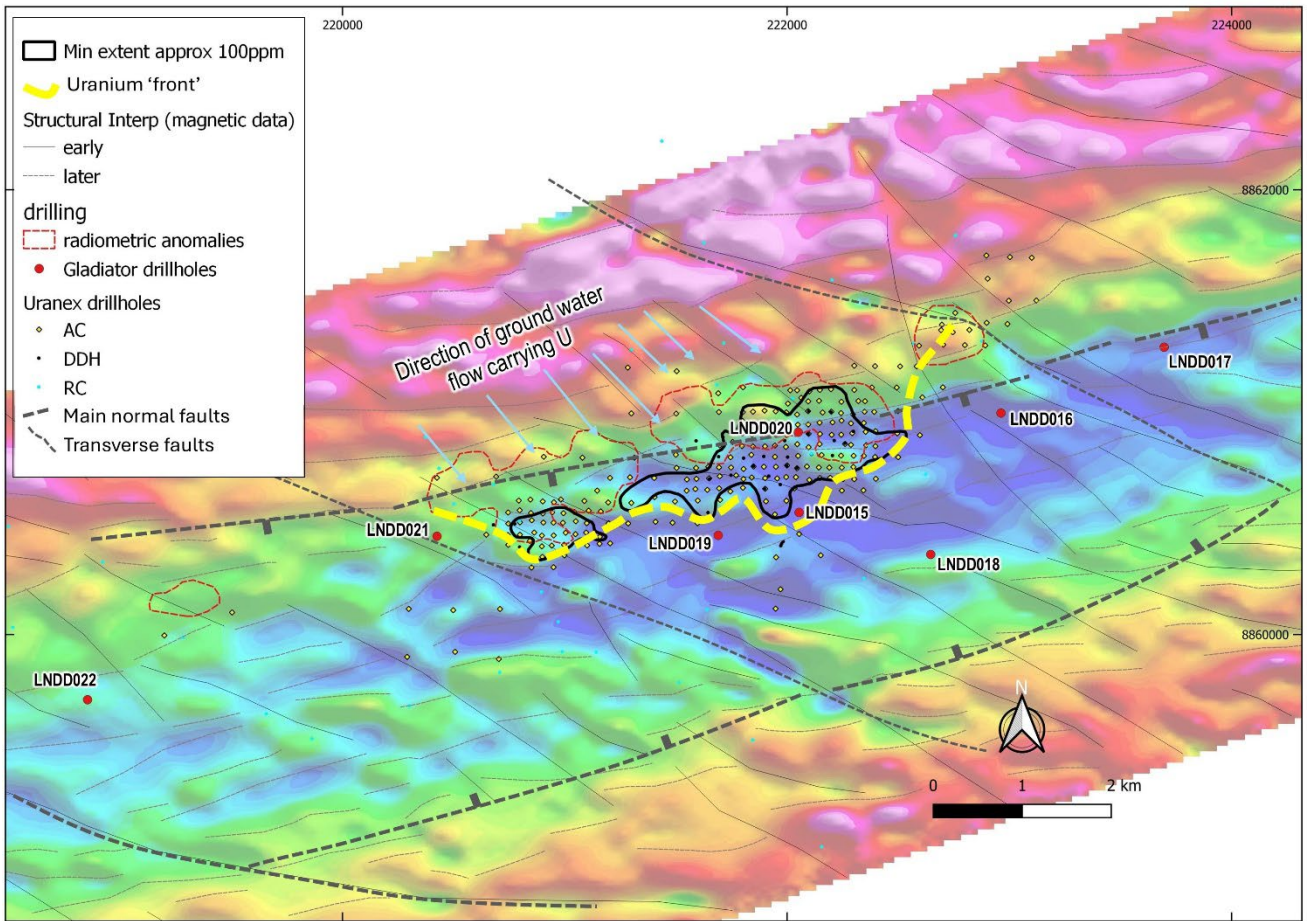 220000
222000
224000
Min extent approx 100ppm
Uranium ‘front’
Structural Interp (magnetic data)
early
later
drilling
radiometric anomalies
Gladiator drillholes
Uranex drillholes
AC
DDH
RC
Main normal faults
Transverse faults
8862000
Direction of ground water
flow carrying U
LNDD017
LNDD016
LNDD020
LNDD015
LNDD021
LNDD019
LNDD018
8860000
LNDD022
N
0 1 2 km